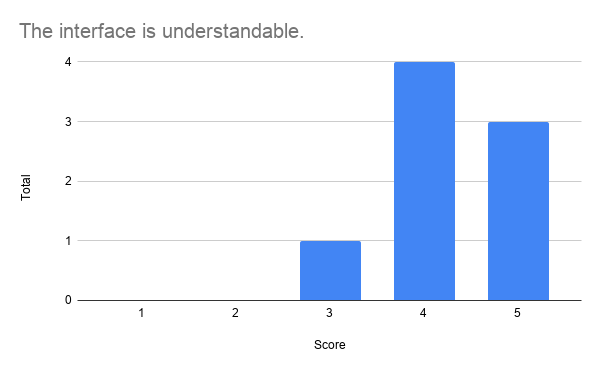 The interface is understandable.
4
3
2
1
0
Total
1 2 3 4 5
Score